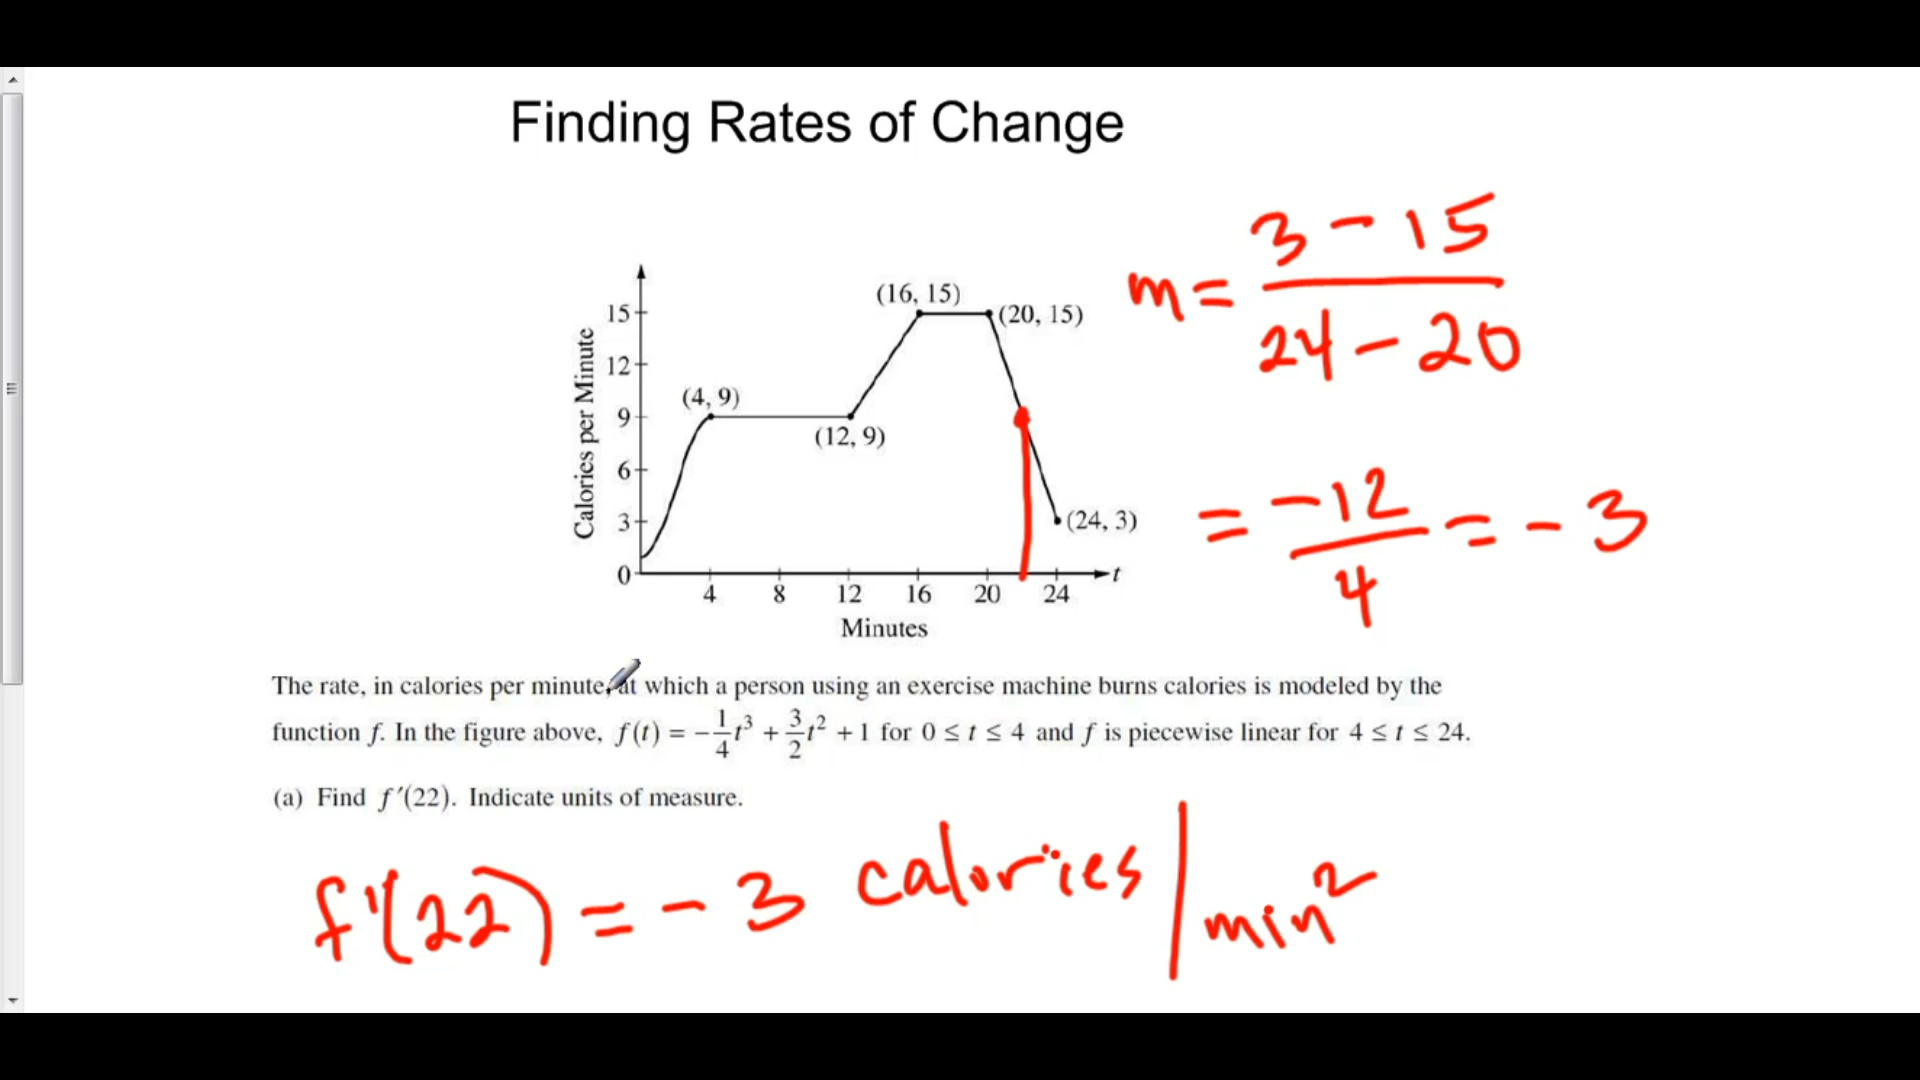 Finding Rates of Change
m = 3 - 15 / 24 - 20
= -12 / 4 = -3
Calories per Minute
15
12
9
6
3
0
(4, 9)
(12, 9)
(16, 15)
(20, 15)
(24, 3)
4 8 12 16 20 24 t
Minutes
The rate, in calories per minute, at which a person using an exercise machine burns calories is modeled by the
function f. In the figure above, f(t) = -1/4 t³ + 3/2 t² + 1 for 0 ≤ t ≤ 4 and f is piecewise linear for 4 ≤ t ≤ 24.
(a) Find f′(22). Indicate units of measure.
f'(22) = -3 calories / min²